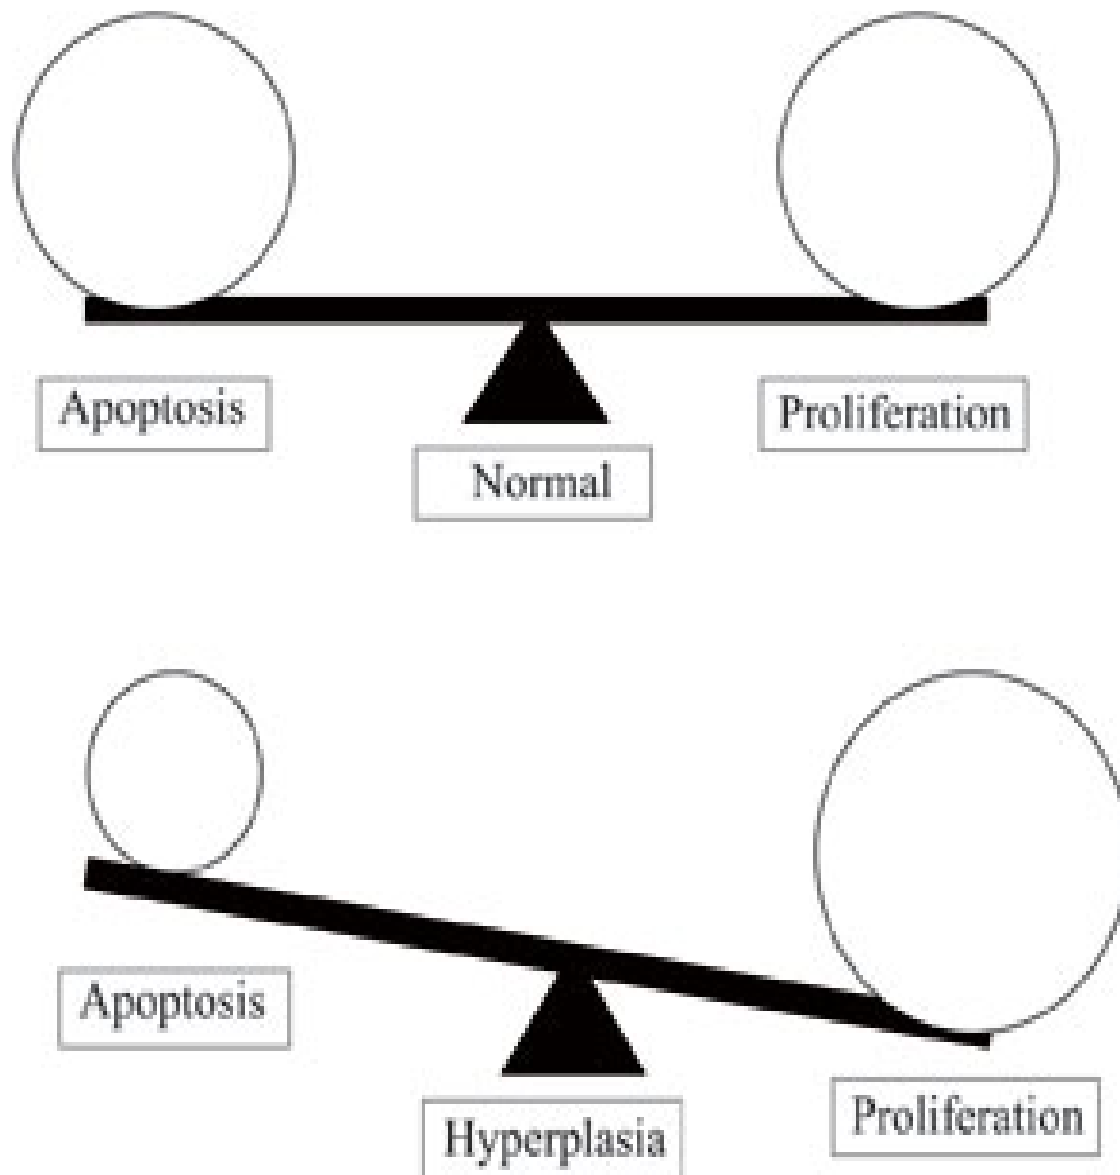 Apoptosis
Proliferation
Normal
Apoptosis
Proliferation
Hyperplasia